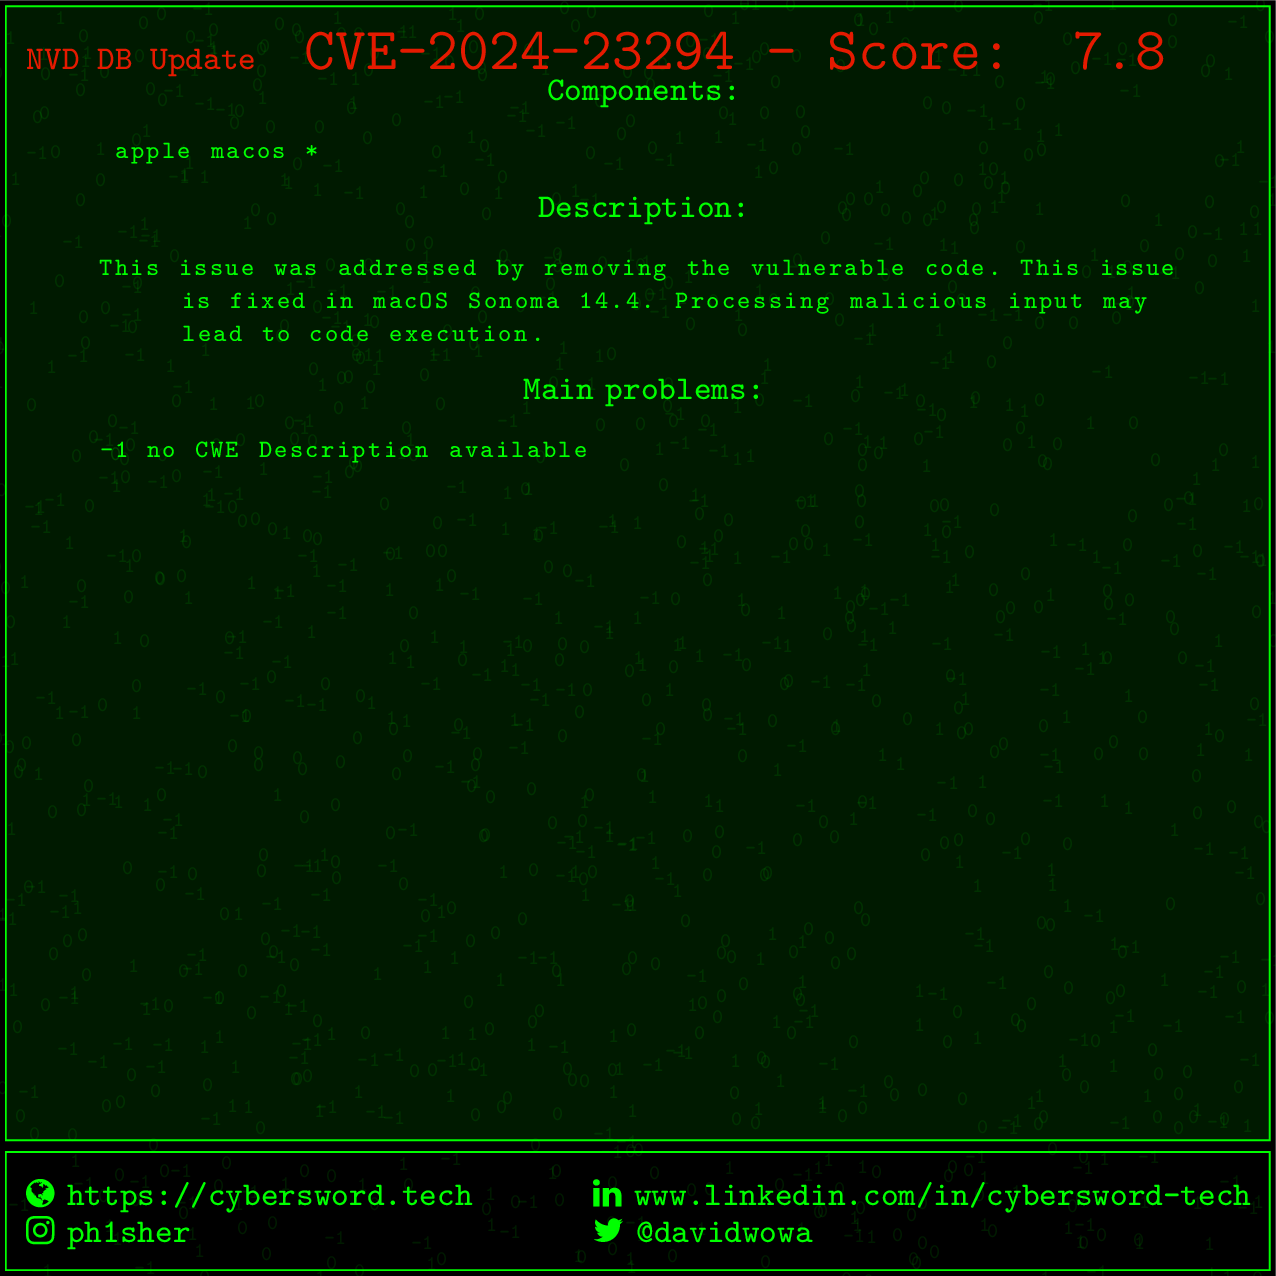 NVD DB Update CVE-2024-23294 - Score: 7.8
Components:
apple macos *
Description:
This issue was addressed by removing the vulnerable code. This issue
is fixed in macOS Sonoma 14.4. Processing malicious input may
lead to code execution.
Main problems:
-1 no CWE Description available
https://cybersword.tech www.linkedin.com/in/cybersword-tech
ph1sher @davidwowa